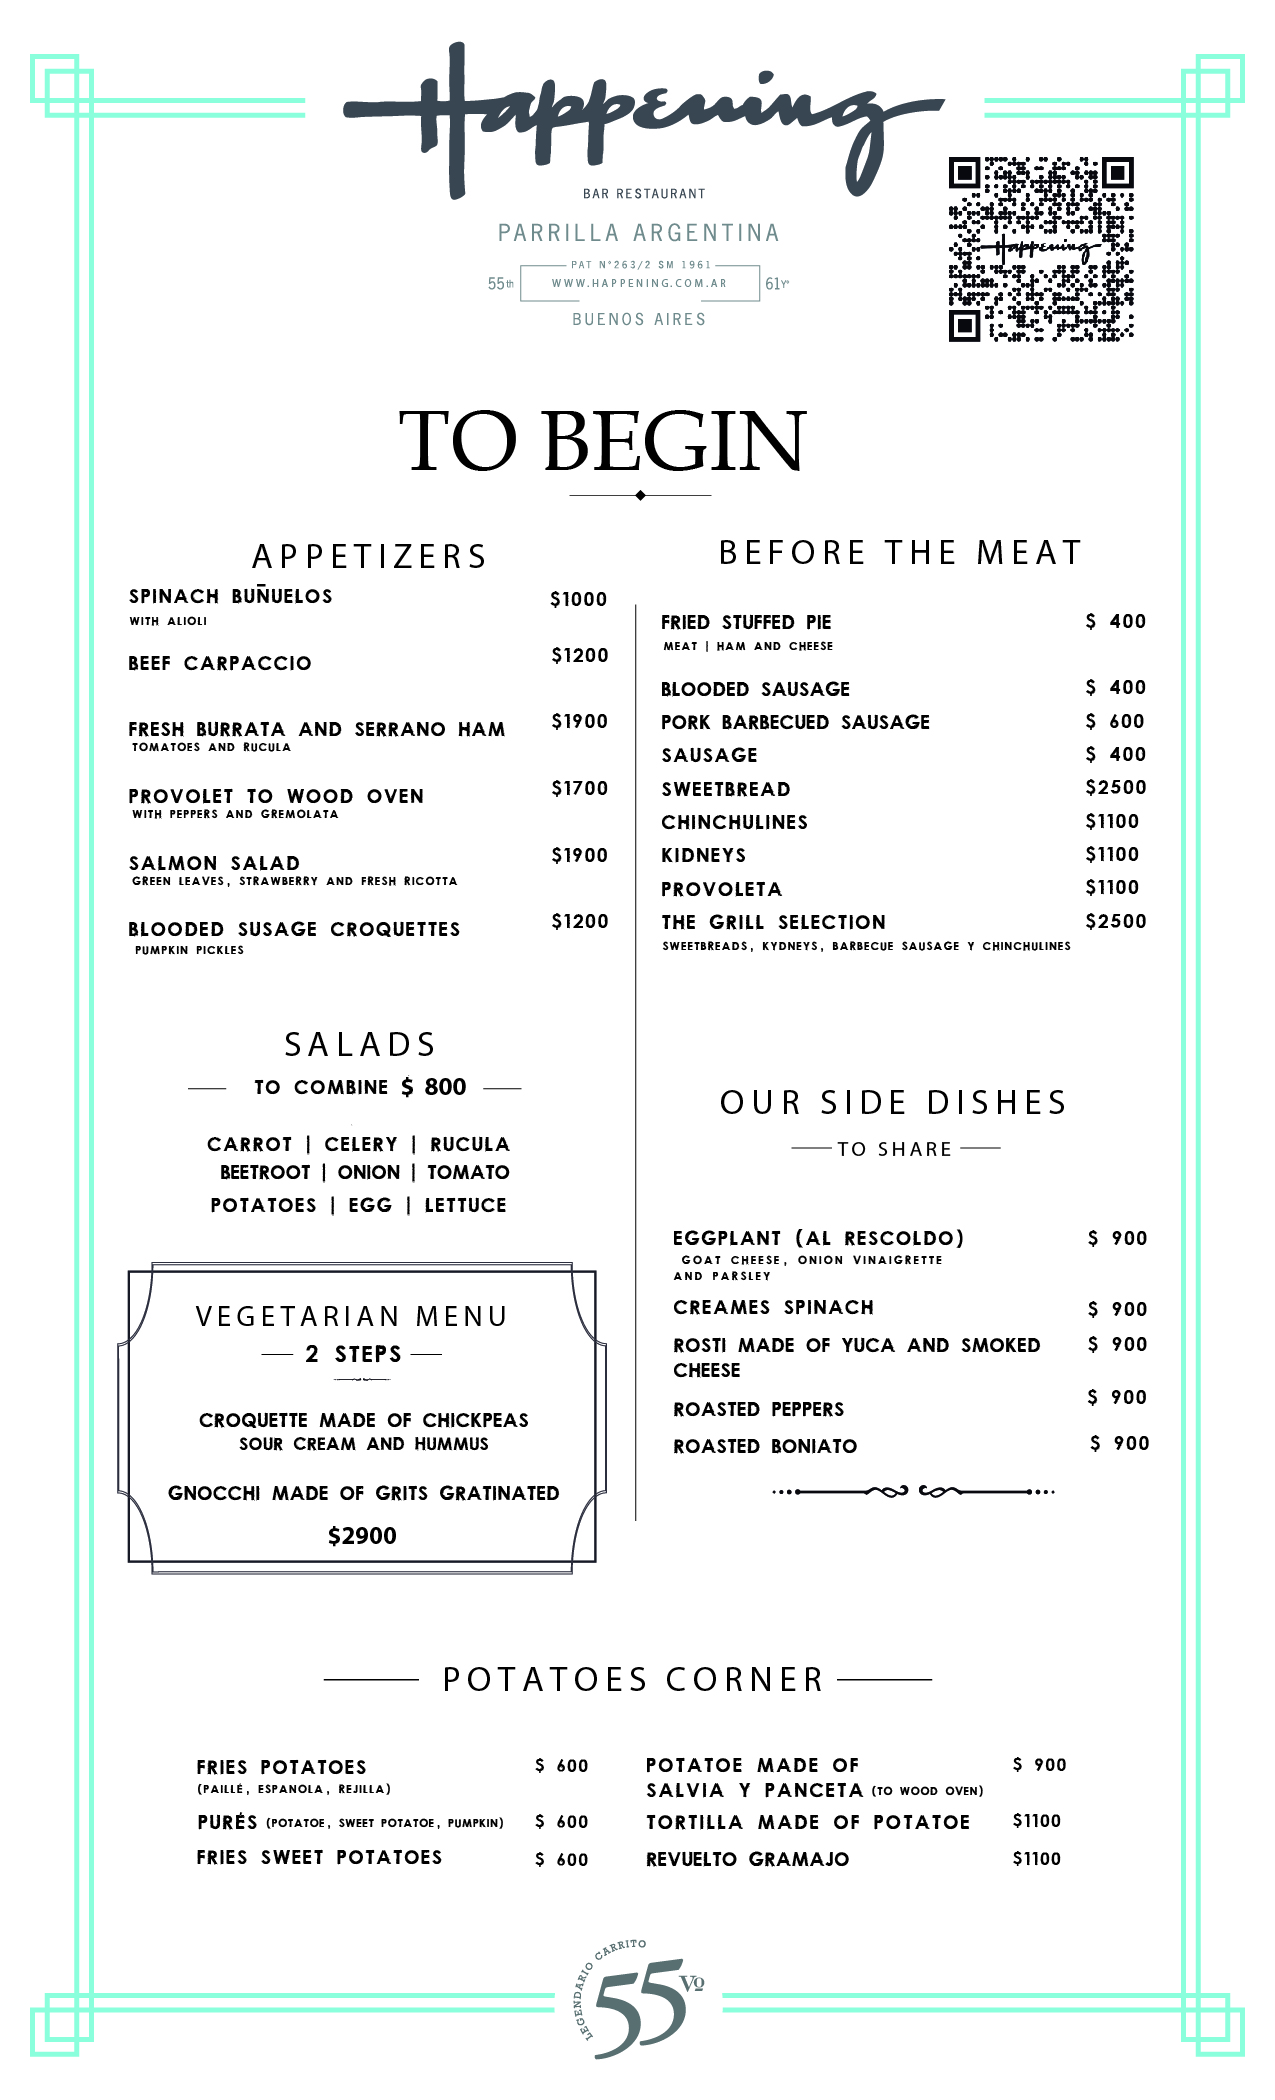 Happening
BAR RESTAURANT
PARRILLA ARGENTINA
PAT N°263/2 SM 1961
55th WWW.HAPPENING.COM.AR 61Yº
BUENOS AIRES
Happening
TO BEGIN
APPETIZERS
SPINACH BUÑUELOS $1000
WITH ALIOLI
BEEF CARPACCIO $1200
FRESH BURRATA AND SERRANO HAM $1900
TOMATOES AND RUCULA
PROVOLET TO WOOD OVEN $1700
WITH PEPPERS AND GREMOLATA
SALMON SALAD $1900
GREEN LEAVES, STRAWBERRY AND FRESH RICOTTA
BLOODED SUSAGE CROQUETTES $1200
PUMPKIN PICKLES
SALADS
TO COMBINE $ 800
CARROT | CELERY | RUCULA
BEETROOT | ONION | TOMATO
POTATOES | EGG | LETTUCE
VEGETARIAN MENU
2 STEPS
CROQUETTE MADE OF CHICKPEAS
SOUR CREAM AND HUMMUS
GNOCCHI MADE OF GRITS GRATINATED
$2900
BEFORE THE MEAT
FRIED STUFFED PIE $ 400
MEAT | HAM AND CHEESE
BLOODED SAUSAGE $ 400
PORK BARBECUED SAUSAGE $ 600
SAUSAGE $ 400
SWEETBREAD $2500
CHINCHULINES $1100
KIDNEYS $1100
PROVOLETA $1100
THE GRILL SELECTION $2500
SWEETBREADS, KYDNEYS, BARBECUE SAUSAGE Y CHINCHULINES
OUR SIDE DISHES
TO SHARE
EGGPLANT (AL RESCOLDO) $ 900
GOAT CHEESE, ONION VINAIGRETTE
AND PARSLEY
CREAMES SPINACH $ 900
ROSTI MADE OF YUCA AND SMOKED $ 900
CHEESE
ROASTED PEPPERS $ 900
ROASTED BONIATO $ 900
POTATOES CORNER
FRIES POTATOES $ 600
(PAILLÉ, ESPANOLA, REJILLA)
PURÉS (POTATOE, SWEET POTATOE, PUMPKIN) $ 600
FRIES SWEET POTATOES $ 600
POTATOE MADE OF $ 900
SALVIA Y PANCETA (TO WOOD OVEN)
TORTILLA MADE OF POTATOE $1100
REVUELTO GRAMAJO $1100
LEGENDARIO CARRITO
55Vº